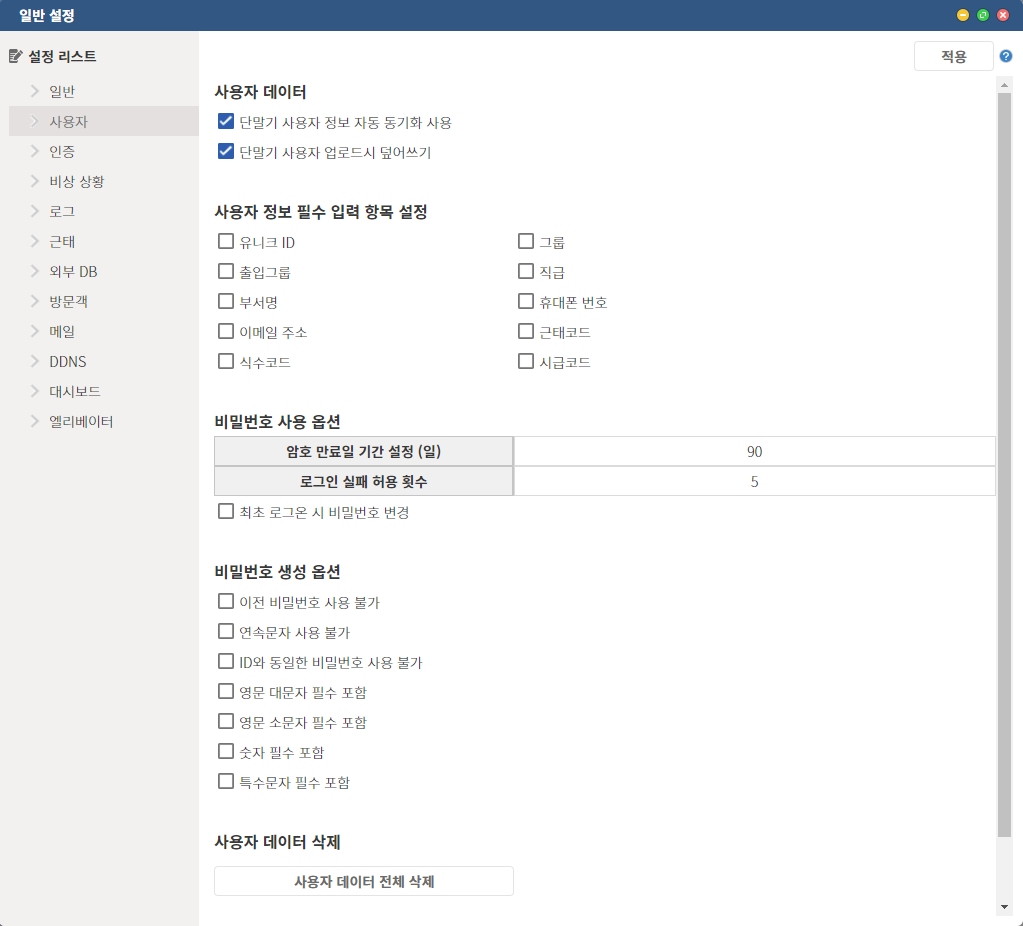 일반 설정
설정 리스트
일반
사용자
인증
비상 상황
로그
근태
외부 DB
방문객
메일
DDNS
대시보드
엘리베이터
적용
?
사용자 데이터
단말기 사용자 정보 자동 동기화 사용
단말기 사용자 업로드시 덮어쓰기
사용자 정보 필수 입력 항목 설정
유니크 ID 그룹
출입그룹 직급
부서명 휴대폰 번호
이메일 주소 근태코드
식수코드 시급코드
비밀번호 사용 옵션
암호 만료일 기간 설정 (일) 90
로그인 실패 허용 횟수 5
최초 로그온 시 비밀번호 변경
비밀번호 생성 옵션
이전 비밀번호 사용 불가
연속문자 사용 불가
ID와 동일한 비밀번호 사용 불가
영문 대문자 필수 포함
영문 소문자 필수 포함
숫자 필수 포함
특수문자 필수 포함
사용자 데이터 삭제
사용자 데이터 전체 삭제